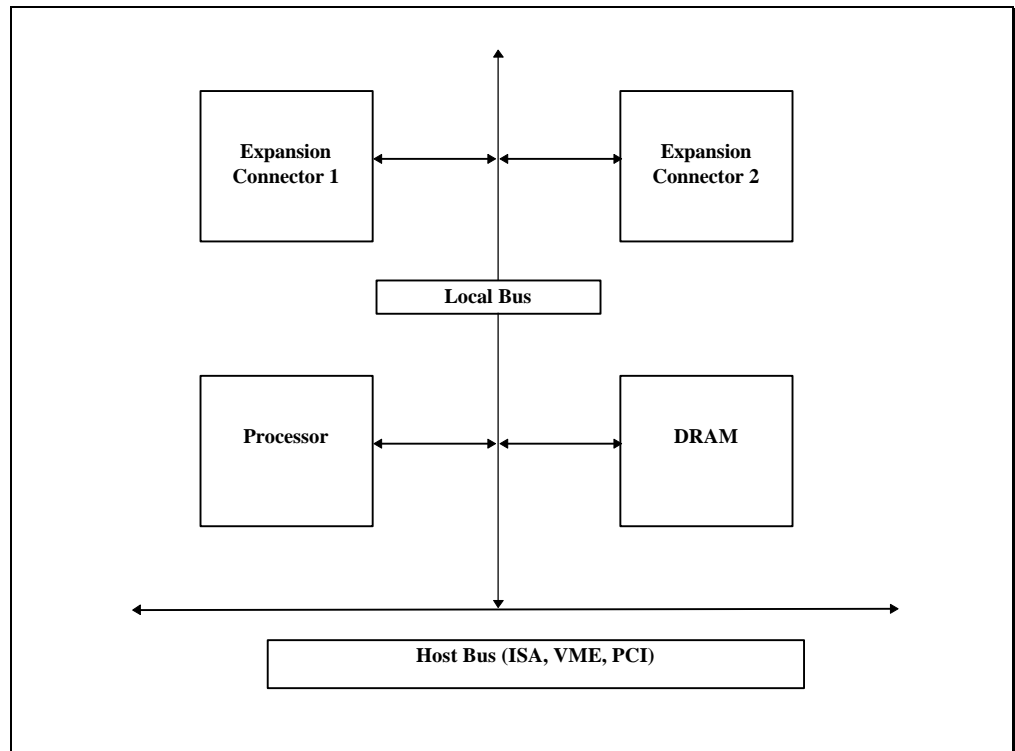 Expansion
Connector 1
Expansion
Connector 2
Local Bus
Processor
DRAM
Host Bus (ISA, VME, PCI)